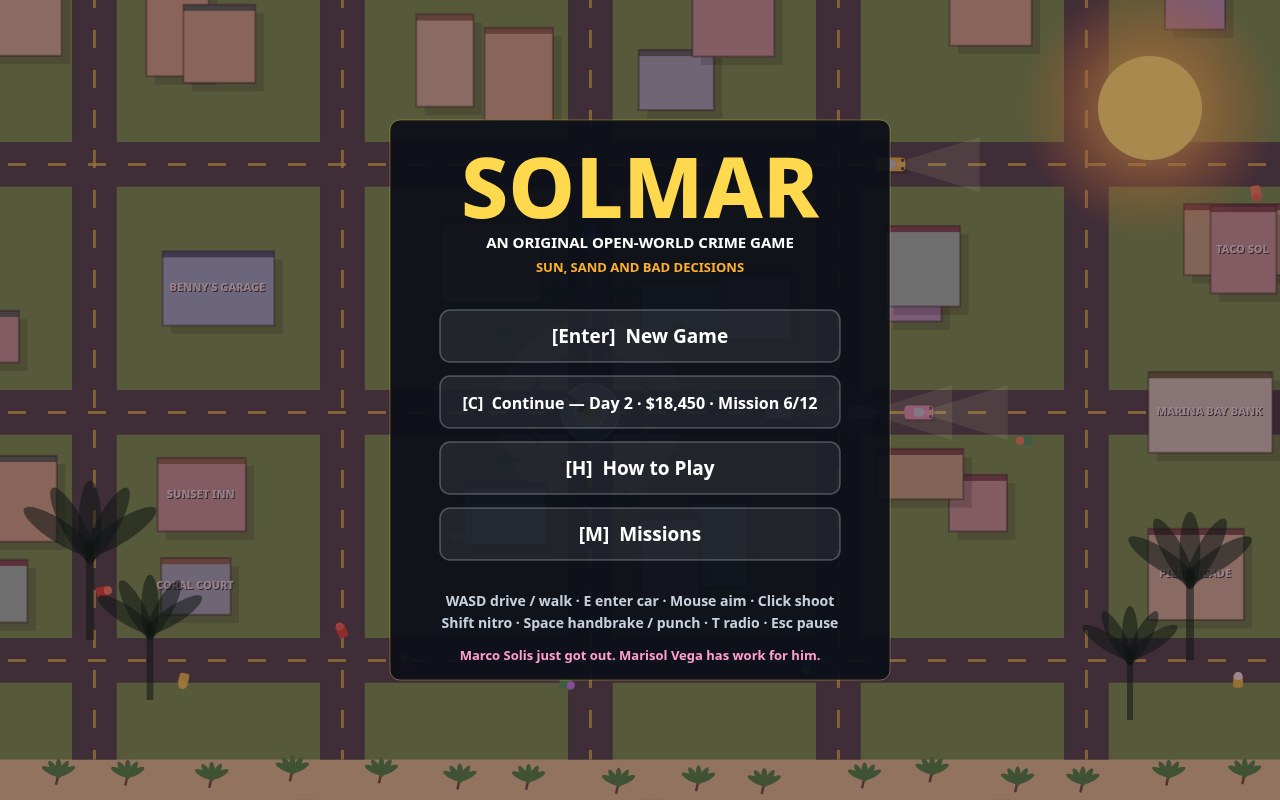 SOLMAR
AN ORIGINAL OPEN-WORLD CRIME GAME
SUN, SAND AND BAD DECISIONS
[Enter]  New Game
[C]  Continue — Day 2 · $18,450 · Mission 6/12
[H]  How to Play
[M]  Missions
WASD drive / walk · E enter car · Mouse aim · Click shoot
Shift nitro · Space handbrake / punch · T radio · Esc pause
Marco Solis just got out. Marisol Vega has work for him.
TACO SOL
BENNY'S GARAGE
MARINA BAY BANK
SUNSET INN
CORAL COURT